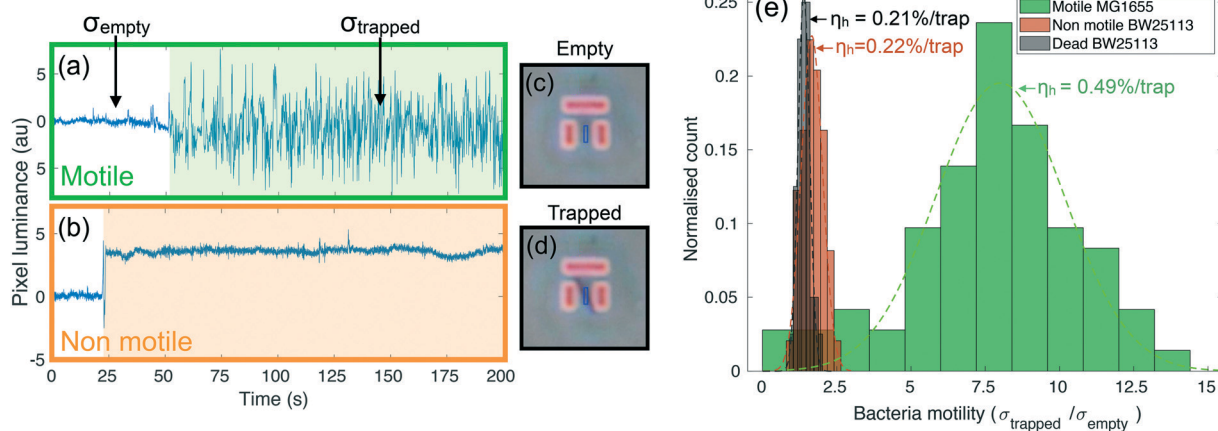 σempty
σtrapped
(a)
5
0
5
Motile
(b)
5
0
-5
Non motile
Pixel luminance (au)
0 25 50 75 100 125 150 175 200
Time (s)
Empty
(c)
Trapped
(d)
(e)
Motile MG1655
Non motile BW25113
Dead BW25113
ηh = 0.21%/trap
ηh=0.22%/trap
ηh = 0.49%/trap
0.25
0.2
0.15
0.1
0.05
0
Normalised count
0 2.5 5 7.5 10 12.5 15
Bacteria motility (σtrapped /σempty )